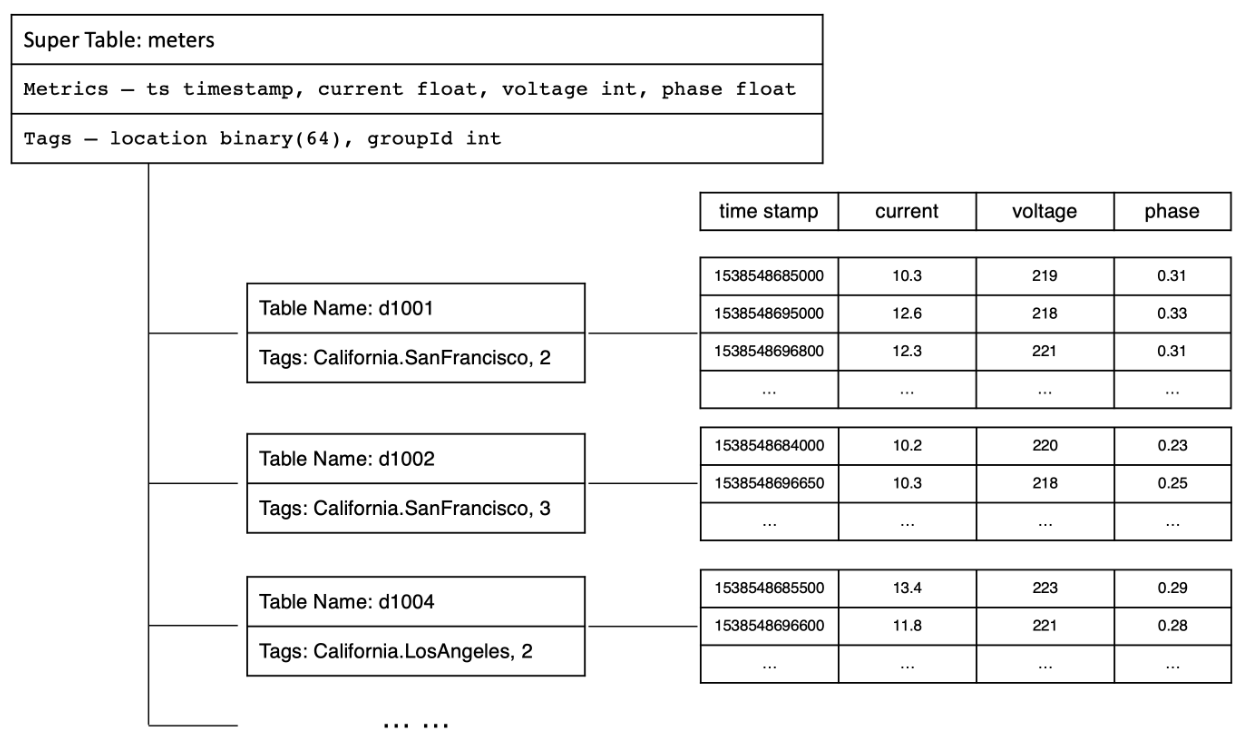 Super Table: meters
Metrics — ts timestamp, current float, voltage int, phase float
Tags — location binary(64), groupId int
time stamp current voltage phase
Table Name: d1001
Tags: California.SanFrancisco, 2
1538548685000 10.3 219 0.31
1538548695000 12.6 218 0.33
1538548696800 12.3 221 0.31
... ... ... ...
Table Name: d1002
Tags: California.SanFrancisco, 3
1538548684000 10.2 220 0.23
1538548696650 10.3 218 0.25
... ... ... ...
Table Name: d1004
Tags: California.LosAngeles, 2
1538548685500 13.4 223 0.29
1538548696600 11.8 221 0.28
... ... ... ...
... ...